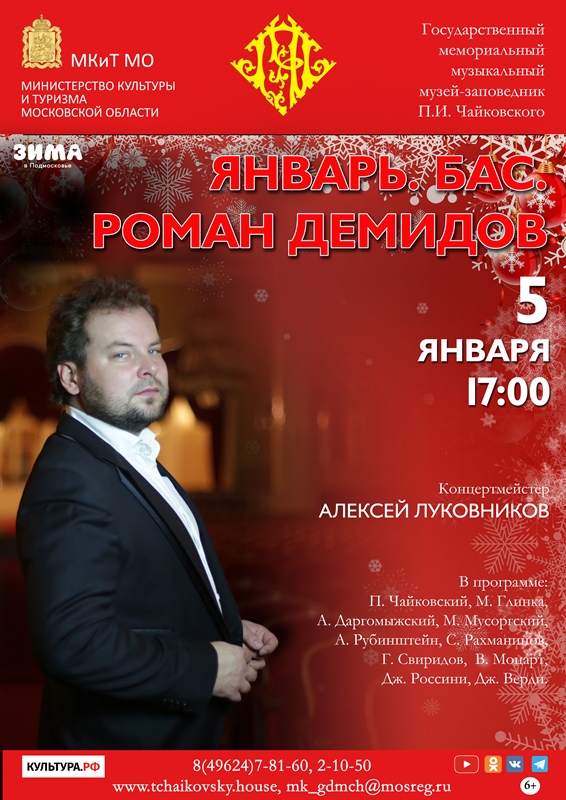 МКиТ МО
МИНИСТЕРСТВО КУЛЬТУРЫ
И ТУРИЗМА
МОСКОВСКОЙ ОБЛАСТИ
Государственный
мемориальный
музыкальный
музей-заповедник
П.И. Чайковского
ЗИМА
в Подмосковье
ЯНВАРЬ. БАС.
РОМАН ДЕМИДОВ
5
ЯНВАРЯ
17:00
Концертмейстер
АЛЕКСЕЙ ЛУКОВНИКОВ
В программе:
П. Чайковский, М. Глинка,
А. Даргомыжский, М. Мусоргский,
А. Рубинштейн, С. Рахманинов,
Г. Свиридов, В. Моцарт,
Дж. Россини, Дж. Верди.
КУЛЬТУРА.РФ
8(49624)7-81-60, 2-10-50
www.tchaikovsky.house, mk_gdmch@mosreg.ru
6+